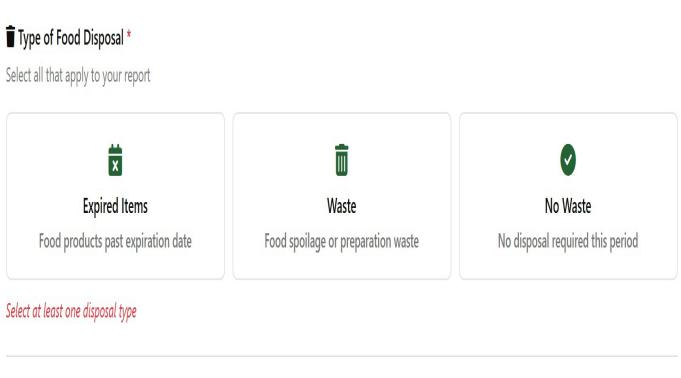 Type of Food Disposal *
Select all that apply to your report
Expired Items
Food products past expiration date
Waste
Food spoilage or preparation waste
No Waste
No disposal required this period
Select at least one disposal type